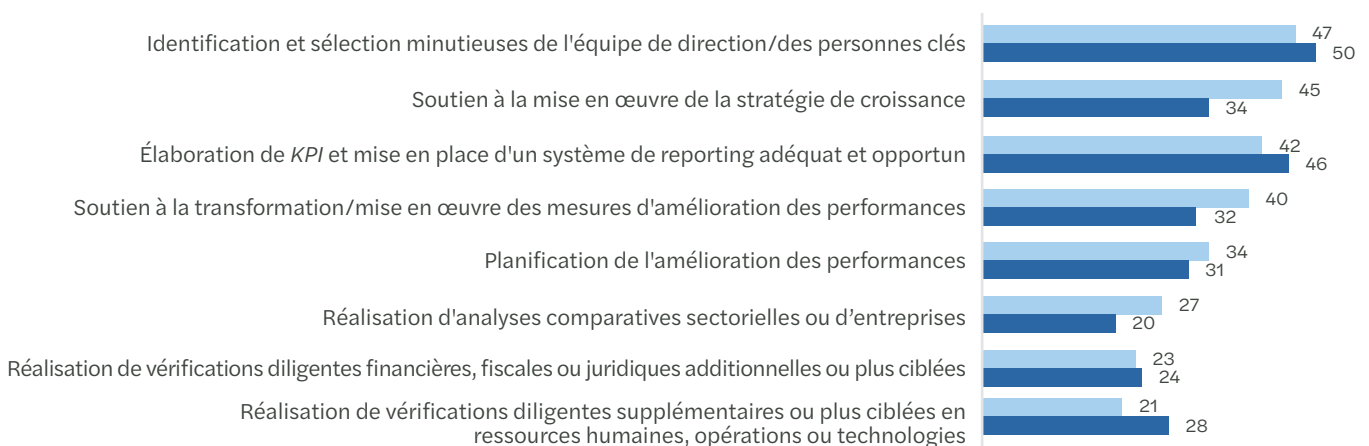 Identification et sélection minutieuses de l'équipe de direction/des personnes clés
47
50
Soutien à la mise en œuvre de la stratégie de croissance
45
34
Élaboration de KPI et mise en place d'un système de reporting adéquat et opportun
42
46
Soutien à la transformation/mise en œuvre des mesures d'amélioration des performances
40
32
Planification de l'amélioration des performances
34
31
Réalisation d'analyses comparatives sectorielles ou d’entreprises
27
20
Réalisation de vérifications diligentes financières, fiscales ou juridiques additionnelles ou plus ciblées
23
24
Réalisation de vérifications diligentes supplémentaires ou plus ciblées en
ressources humaines, opérations ou technologies
21
28